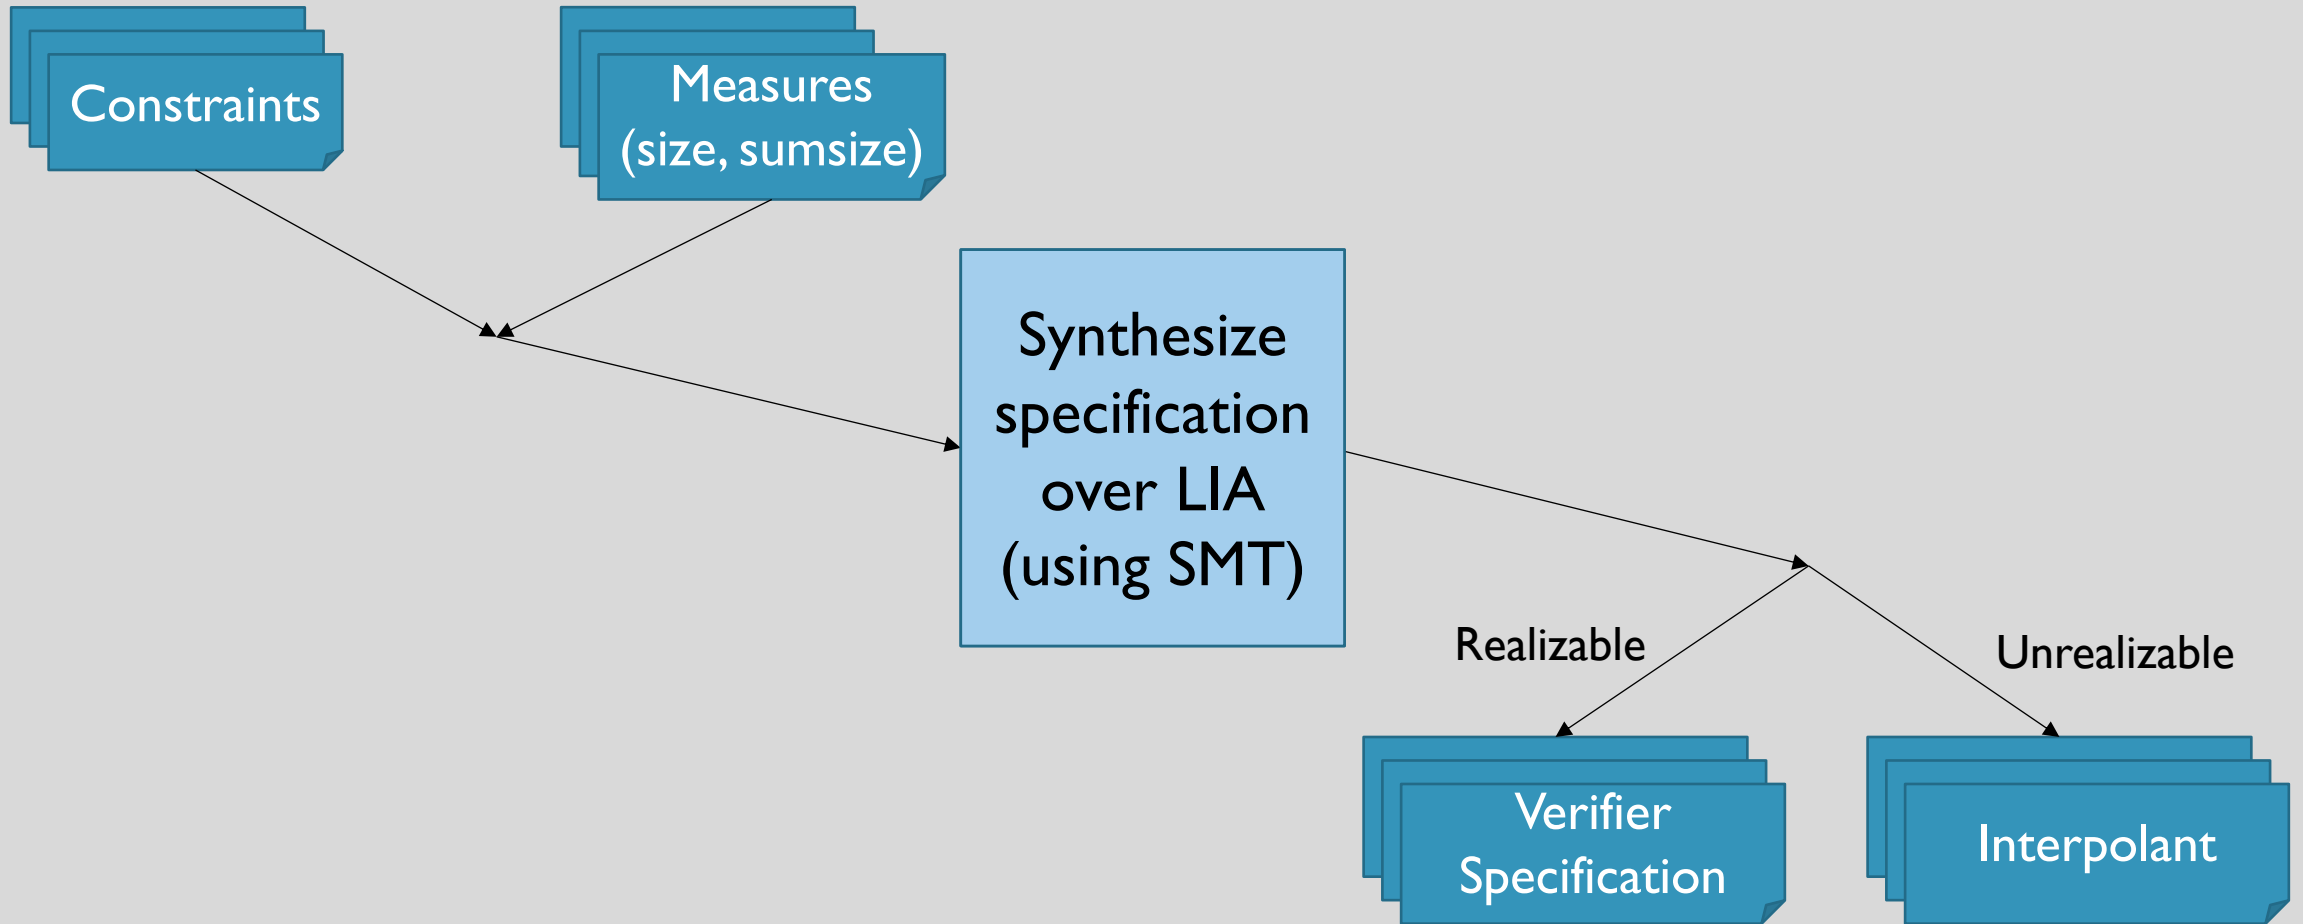 Constraints
Measures
(size, sumsize)
Synthesize
specification
over LIA
(using SMT)
Realizable
Unrealizable
Verifier
Specification
Interpolant